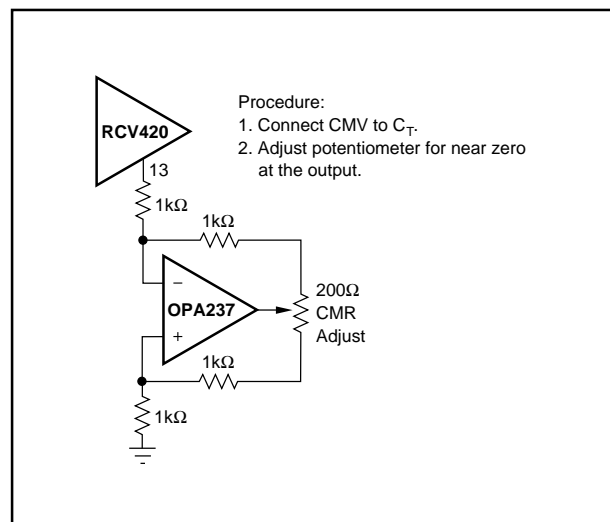 RCV420
Procedure:
1. Connect CMV to C_T.
2. Adjust potentiometer for near zero
at the output.
13
1kΩ
1kΩ
−
OPA237
+
200Ω
CMR
Adjust
1kΩ
1kΩ